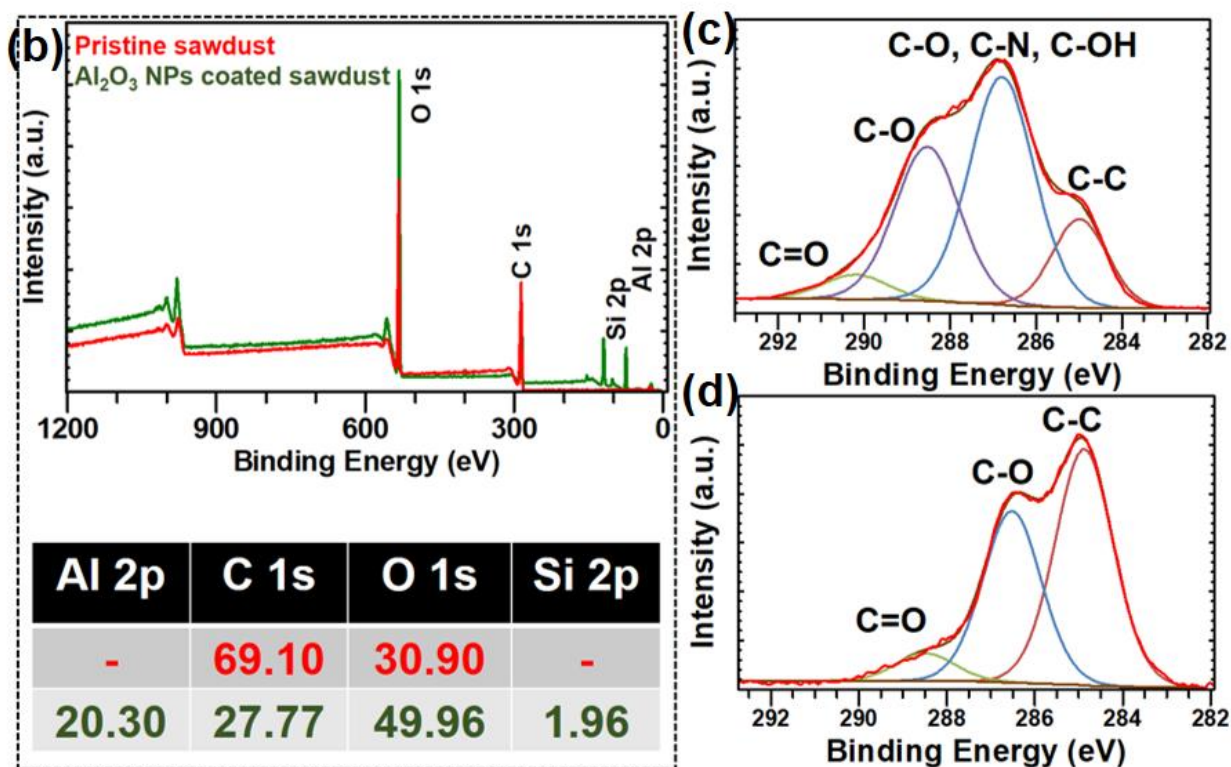 (b)
Pristine sawdust
Al₂O₃ NPs coated sawdust
O 1s
C 1s
Si 2p
Al 2p
Intensity (a.u.)
1200 900 600 300 0
Binding Energy (eV)
Al 2p C 1s O 1s Si 2p
- 69.10 30.90 -
20.30 27.77 49.96 1.96
(c)
C-O, C-N, C-OH
C-O
C-C
C=O
Intensity (a.u.)
292 290 288 286 284 282
Binding Energy (eV)
(d)
C-C
C-O
C=O
Intensity (a.u.)
292 290 288 286 284 282
Binding Energy (eV)